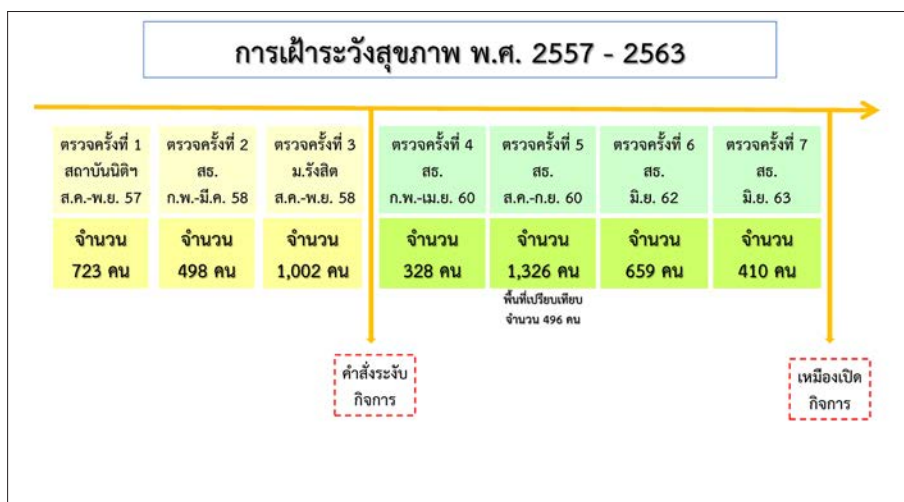 การเฝ้าระวังสุขภาพ พ.ศ. 2557 - 2563
ตรวจครั้งที่ 1
สถาบันนิติฯ
ส.ค.-พ.ย. 57
จำนวน
723 คน
ตรวจครั้งที่ 2
สธ.
ก.พ.-มี.ค. 58
จำนวน
498 คน
ตรวจครั้งที่ 3
ม.รังสิต
ส.ค.-พ.ย. 58
จำนวน
1,002 คน
ตรวจครั้งที่ 4
สธ.
ก.พ.-เม.ย. 60
จำนวน
328 คน
ตรวจครั้งที่ 5
สธ.
ส.ค.-ก.ย. 60
จำนวน
1,326 คน
พื้นที่เปรียบเทียบ
จำนวน 496 คน
ตรวจครั้งที่ 6
สธ.
มิ.ย. 62
จำนวน
659 คน
ตรวจครั้งที่ 7
สธ.
มิ.ย. 63
จำนวน
410 คน
คำสั่งระงับ
กิจการ
เหมืองเปิด
กิจการ